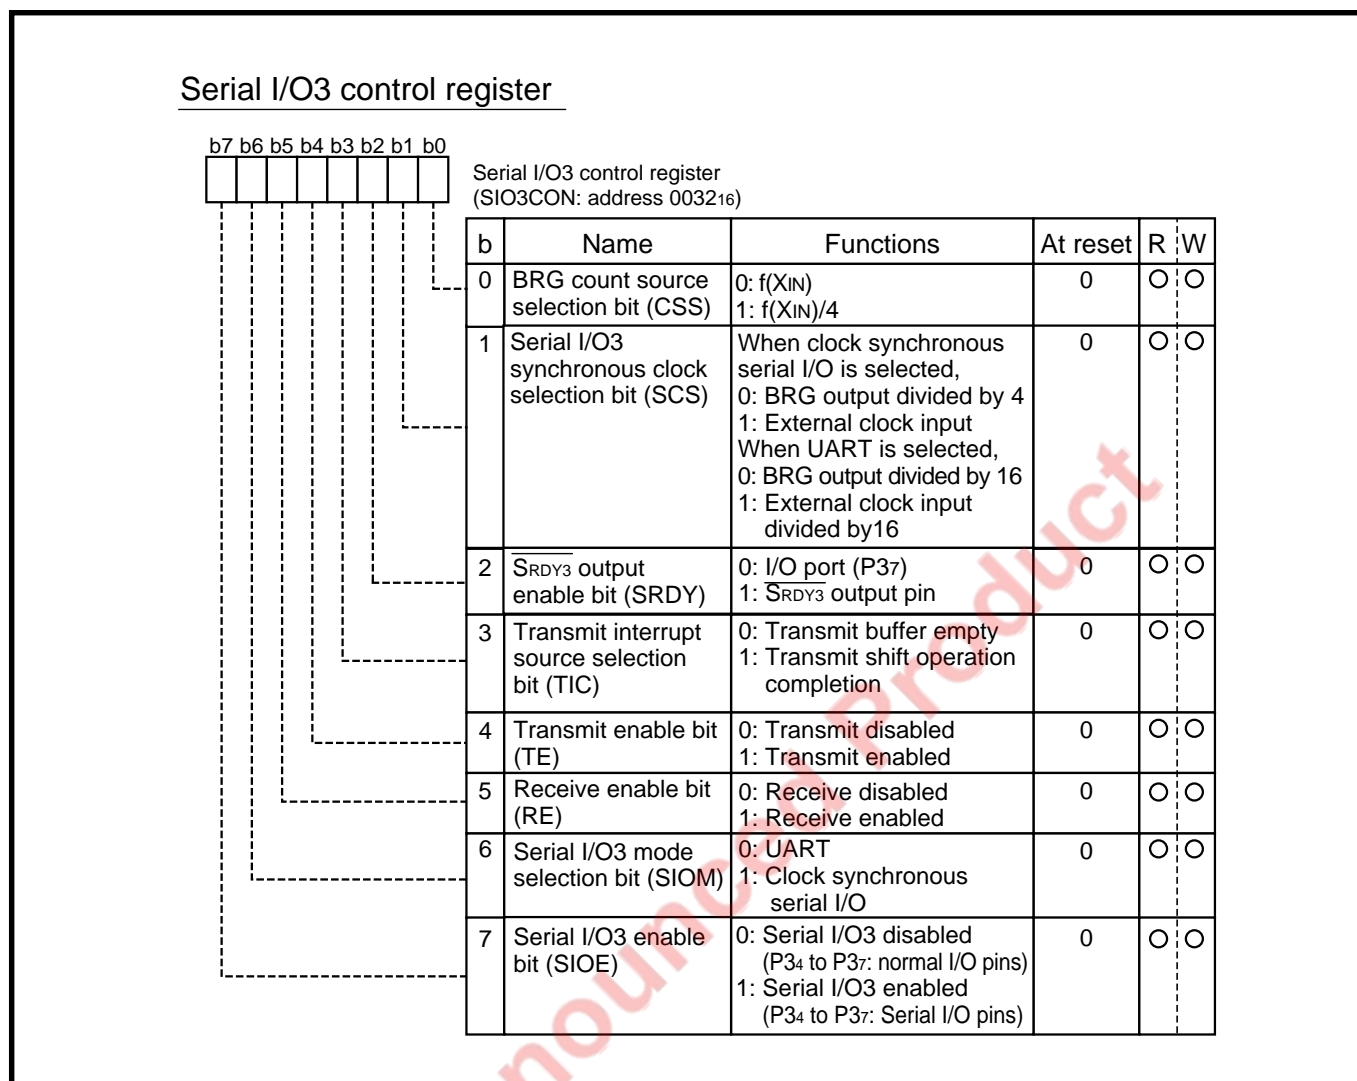 Serial I/O3 control register
b7 b6 b5 b4 b3 b2 b1 b0
Serial I/O3 control register
(SIO3CON: address 003216)
b Name Functions At reset R W
0 BRG count source selection bit (CSS) 0: f(XIN) 0
1: f(XIN)/4
1 Serial I/O3 synchronous clock selection bit (SCS) When clock synchronous 0
serial I/O is selected,
0: BRG output divided by 4
1: External clock input
When UART is selected,
0: BRG output divided by 16
1: External clock input
divided by16
2 SRDY3 output enable bit (SRDY) 0: I/O port (P37) 0
1: SRDY3 output pin
3 Transmit interrupt source selection bit (TIC) 0: Transmit buffer empty 0
1: Transmit shift operation
completion
4 Transmit enable bit (TE) 0: Transmit disabled 0
1: Transmit enabled
5 Receive enable bit (RE) 0: Receive disabled 0
1: Receive enabled
6 Serial I/O3 mode selection bit (SIOM) 0: UART 0
1: Clock synchronous
serial I/O
7 Serial I/O3 enable bit (SIOE) 0: Serial I/O3 disabled 0
(P34 to P37: normal I/O pins)
1: Serial I/O3 enabled
(P34 to P37: Serial I/O pins)
nounced Product